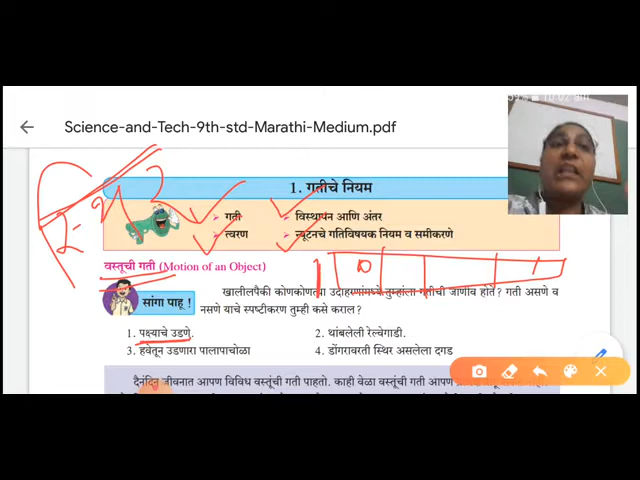 10:02 am
Science-and-Tech-9th-std-Marathi-Medium.pdf
1. गतीचे नियम
गती
विस्थापन आणि अंतर
त्वरण
न्यूटनचे गतिविषयक नियम व समीकरणे
वस्तूची गती (Motion of an Object)
सांगा पाहू !
खालीलपैकी कोणकोणत्या उदाहरणांमध्ये तुम्हांला गतीची जाणीव होते? गती असणे व
नसणे याचे स्पष्टीकरण तुम्ही कसे कराल?
1. पक्ष्याचे उडणे.
2. थांबलेली रेल्वेगाडी.
3. हवेतून उडणारा पालापाचोळा
4. डोंगरावरती स्थिर असलेला दगड
दैनंदिन जीवनात आपण विविध वस्तूंची गती पाहतो. काही वेळा वस्तूंची गती आपण